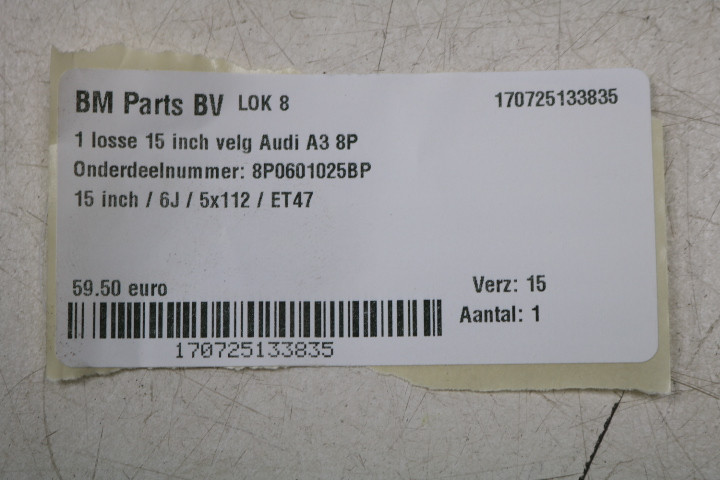 BM Parts BV LOK 8 170725133835
1 losse 15 inch velg Audi A3 8P
Onderdeelnummer: 8P0601025BP
15 inch / 6J / 5x112 / ET47
59.50 euro Verz: 15
Aantal: 1
170725133835